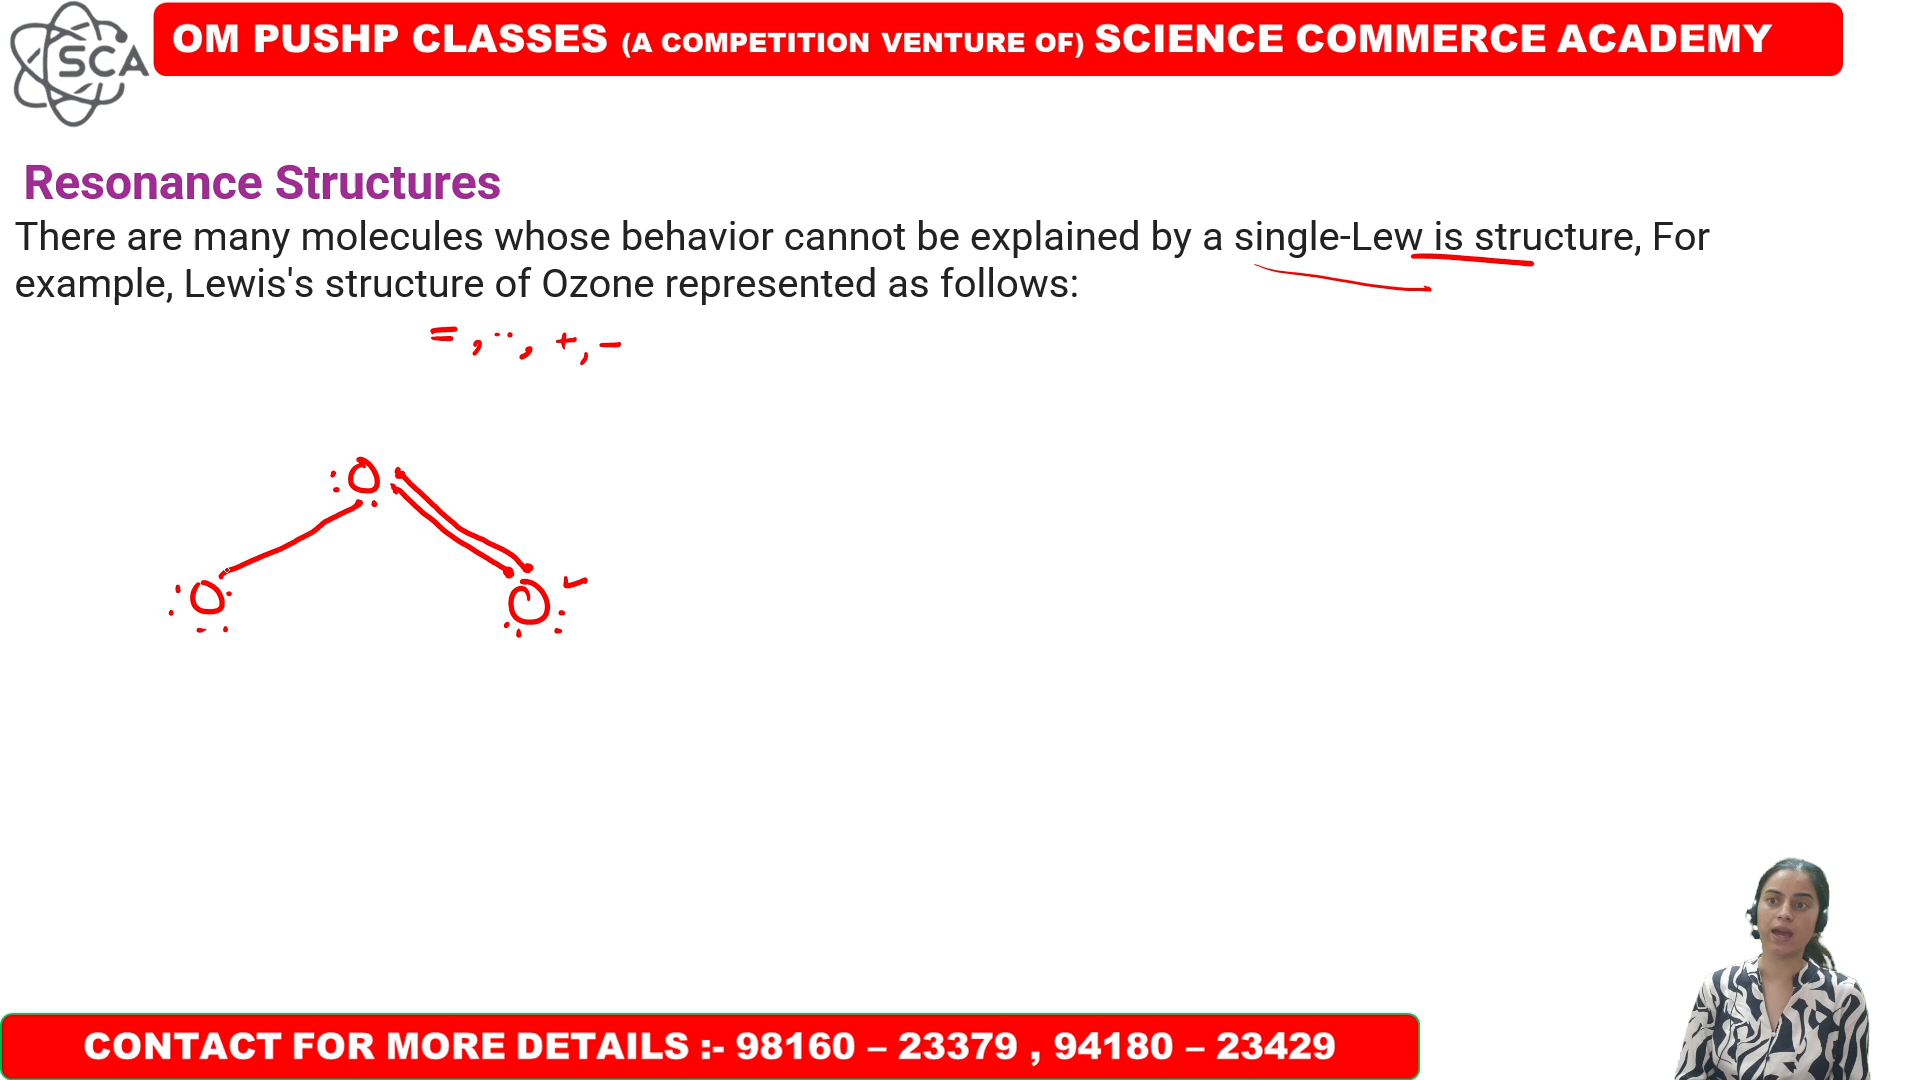 SCA
OM PUSHP CLASSES (A COMPETITION VENTURE OF) SCIENCE COMMERCE ACADEMY
Resonance Structures
There are many molecules whose behavior cannot be explained by a single-Lew is structure, For
example, Lewis's structure of Ozone represented as follows:
= , .. , + , -
:O
O O
CONTACT FOR MORE DETAILS :- 98160 – 23379 , 94180 – 23429